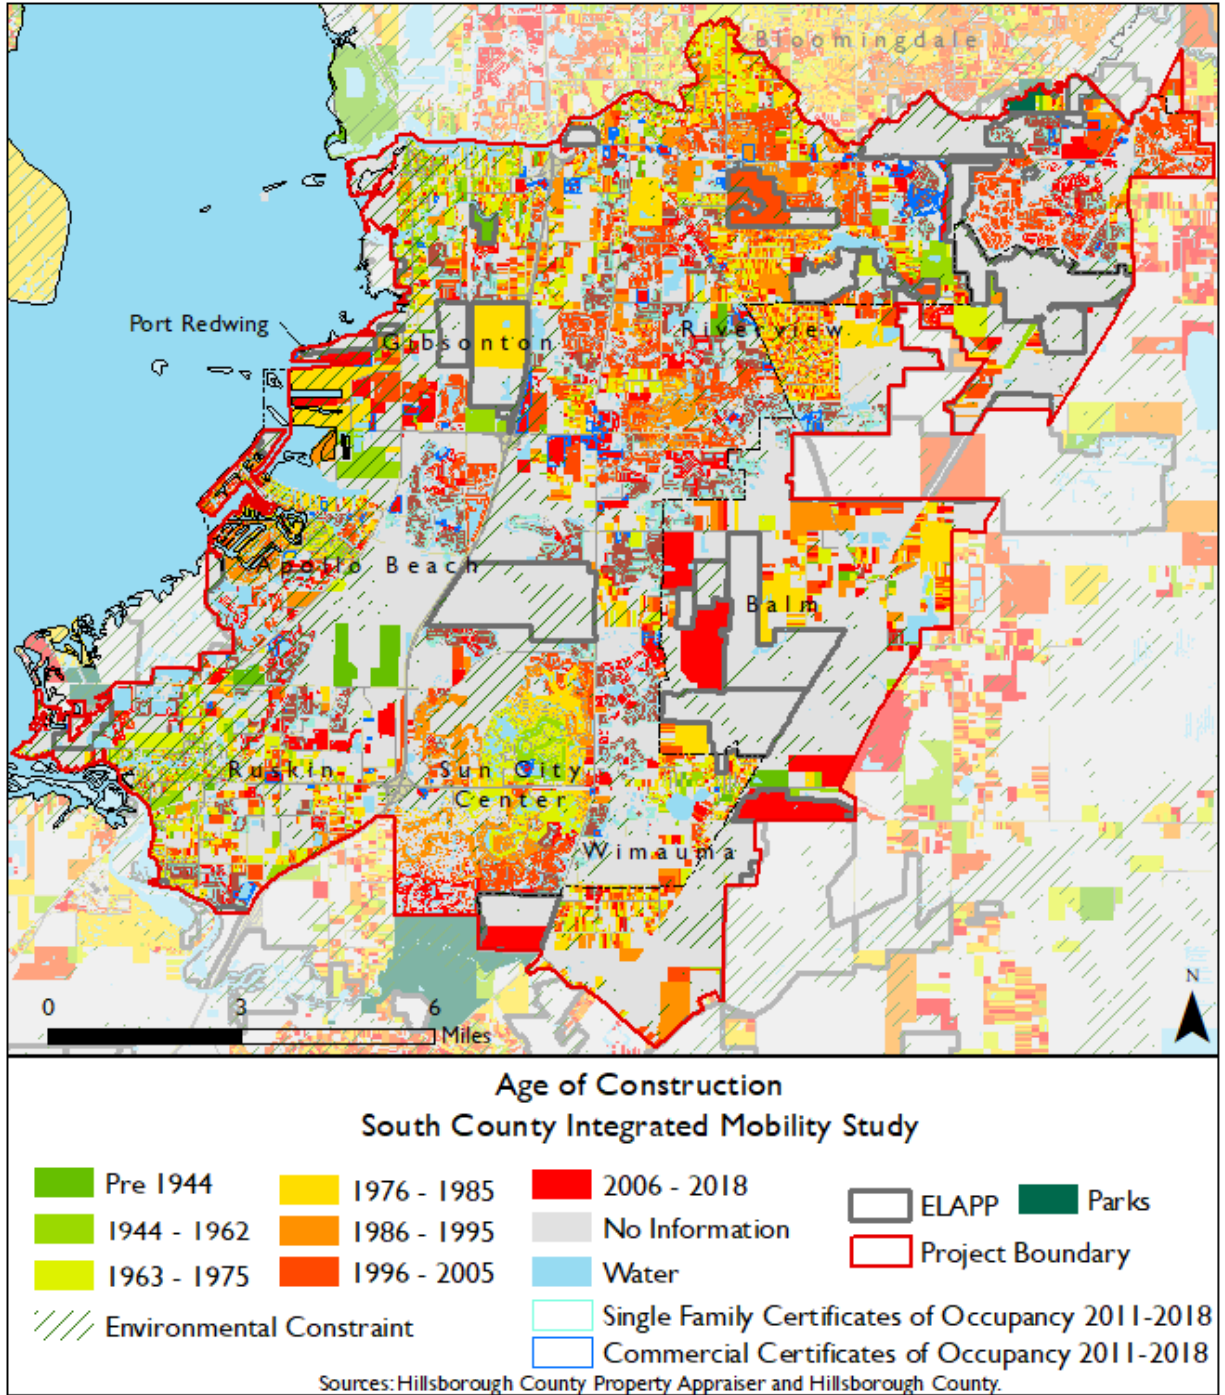 Bloomingdale
Port Redwing
Gibsonton
Riverview
Apollo Beach
Balm
Ruskin
Sun City
Center
Wimauma
N
0 3 6
Miles
Age of Construction
South County Integrated Mobility Study
Pre 1944
1944 - 1962
1963 - 1975
Environmental Constraint
1976 - 1985
1986 - 1995
1996 - 2005
2006 - 2018
No Information
Water
Single Family Certificates of Occupancy 2011-2018
Commercial Certificates of Occupancy 2011-2018
ELAPP
Parks
Project Boundary
Sources: Hillsborough County Property Appraiser and Hillsborough County.